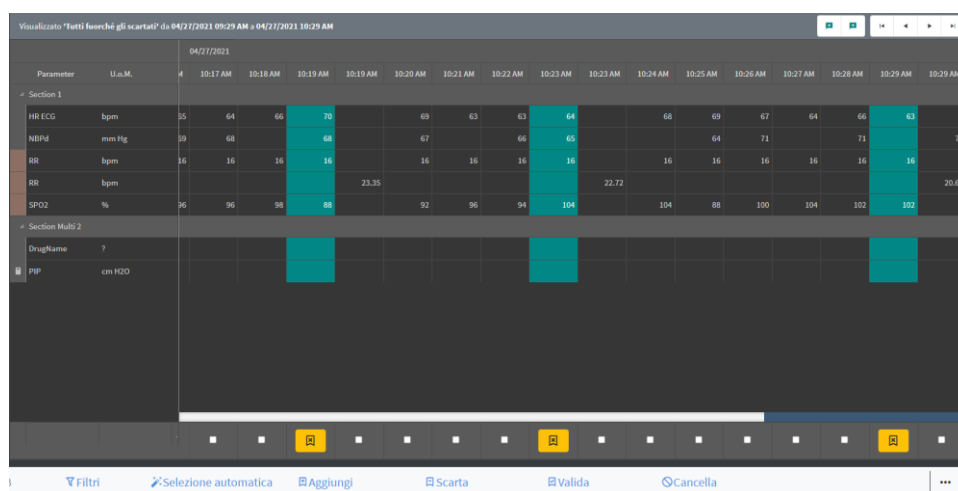 Visualizzato 'Tutti fuorché gli scartati' da 04/27/2021 09:29 AM a 04/27/2021 10:29 AM
04/27/2021
Parameter U.o.M. M 10:17 AM 10:18 AM 10:19 AM 10:19 AM 10:20 AM 10:21 AM 10:22 AM 10:23 AM 10:23 AM 10:24 AM 10:25 AM 10:26 AM 10:27 AM 10:28 AM 10:29 AM 10:29 AM
Section 1
HR ECG bpm 65 64 66 70 69 63 63 64 68 69 67 64 66 63
NBPd mm Hg 69 68 68 67 66 65 64 71 71 7
RR bpm 16 16 16 16 16 16 16 16 16 16 16 16 16 16
RR bpm 23.35 22.72 20.6
SPO2 % 96 96 98 88 92 96 94 104 104 88 100 104 102 102
Section Multi 2
DrugName ?
PIP cm H2O
Filtri Selezione automatica Aggiungi Scarta Valida Cancella